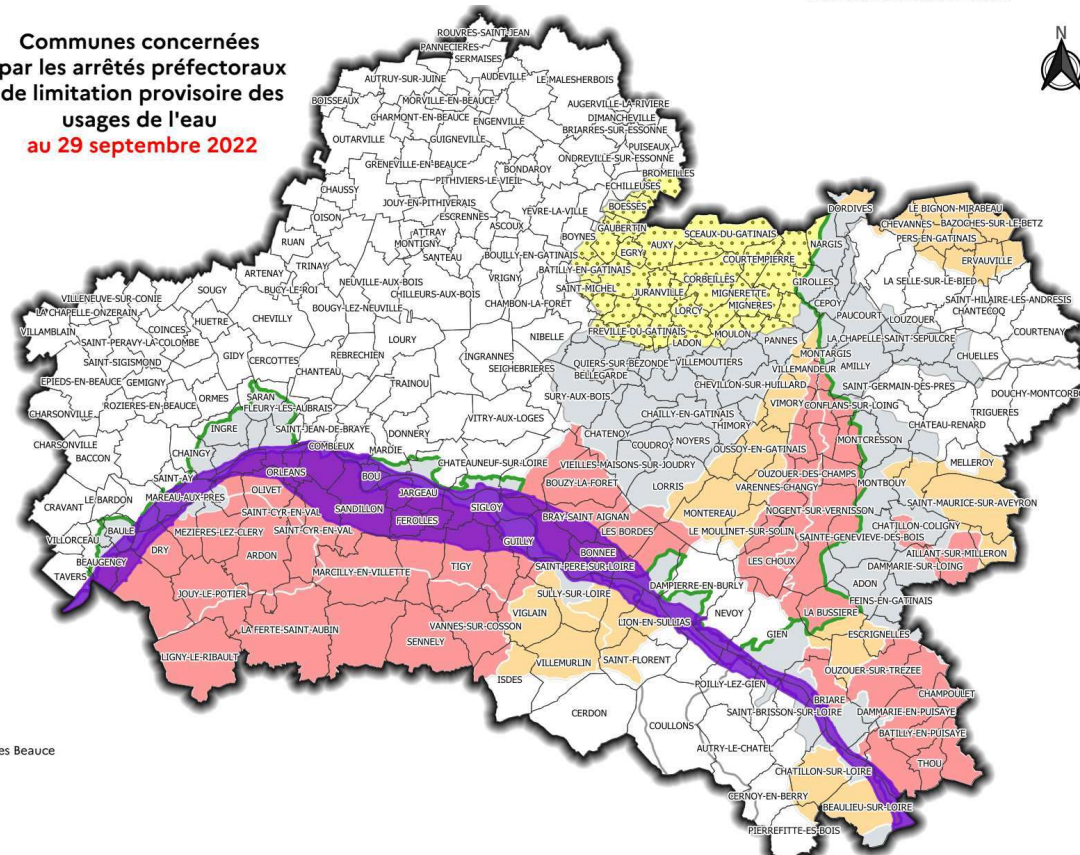 Communes concernées
par les arrêtés préfectoraux
de limitation provisoire des
usages de l'eau
au 29 septembre 2022
N
ROUVRES-SAINT-JEAN
PANNECIERES
SERMAISES
AUTRUY-SUR-JUINE
AUDEVILLE
LE MALESHERBOIS
BOISSEAUX
MORVILLE-EN-BEAUCE
AUGERVILLE-LA-RIVIERE
CHARMONT-EN-BEAUCE
ENGENVILLE
DIMANCHEVILLE
BRIARRES-SUR-ESSONNE
OUTARVILLE
GUIGNEVILLE
PUISEAUX
ONDREVILLE-SUR-ESSONNE
GRENEVILLE-EN-BEAUCE
BONDAROY
BROMEILLES
PITHIVIERS-LE VIEIL
ECHILLEUSES
CHAUSSY
JOUY-EN-PITHIVERAIS
YEVRE-LA-VILLE
BOESSES
DORDIVES
LE BIGNON-MIRABEAU
OISON
ESCRENNES
ASCOUX
GAUBERTIN
CHEVANNES
BAZOCHES-SUR-LE-BETZ
ATTRAY
BOYNES
AUXY
SCEAUX-DU-GATINAIS
PERS-EN-GATINAIS
RUAN
MONTIGNY
NARGIS
SANTEAU
BOUILLY-EN-GATINAIS
EGRY
COURTEMPIERRE
ERVAUVILLE
TRINAY
BATILLY-EN-GATINAIS
ARTENAY
VRIGNY
CORBEILLES
GIROLLES
LA SELLE-SUR-LE-BIED
SOUGY
BUCY-LE-ROI
NEUVILLE-AUX-BOIS
SAINT-MICHEL
JURANVILLE
MIGNERETTE
VILLENEUVE-SUR-CONIE
CHILLEURS-AUX-BOIS
CHAMBON-LA-FORET
MIGNERES
CEPOY
SAINT-HILAIRE-LES-ANDRESIS
LA CHAPELLE-ONZERAIN
BOUGY-LEZ-NEUVILLE
LORCY
PAUCOURT
LOUZOUER
CHANTECOQ
VILLAMBLAIN
COINCES
HUETRE
CHEVILLY
FREVILLE-DU-GATINAIS
MOULON
COURTENAY
SAINT-PERAVY-LA-COLOMBE
LOURY
NIBELLE
LADON
PANNES
LA CHAPELLE-SAINT-SEPULCRE
SAINT-SIGISMOND
GIDY
CERCOTTES
REBRECHIEN
INGRANNES
MONTARGIS
CHUELLES
SEICHEBRIERES
QUIERS-SUR-BEZONDE
VILLEMOUTIERS
VILLEMANDEUR
AMILLY
CHANTEAU
BELLEGARDE
EPIEDS-EN-BEAUCE
GEMIGNY
TRAINOU
CHEVILLON-SUR-HUILLARD
SAINT-GERMAIN-DES-PRES
SURY-AUX-BOIS
DOUCHY-MONTCORBO
ORMES
SARAN
ROZIERES-EN-BEAUCE
FLEURY-LES-AUBRAIS
VIMORY
CONFLANS-SUR-LOING
TRIGUERES
CHARSONVILLE
VITRY-AUX-LOGES
CHAILLY-EN-GATINAIS
THIMORY
CHATEAU-RENARD
INGRE
SAINT-JEAN-DE-BRAYE
DONNERY
CHATENOY
NOYERS
MONTCRESSON
CHARSONVILLE
COMBLEUX
MARDIE
COUDROY
OUSSOY-EN-GATINAIS
CHAINGY
BACCON
CHATEAUNEUF-SUR-LOIRE
VIEILLES-MAISONS-SUR-JOUDRY
MELLEROY
SAINT-AY
ORLEANS
BOU
OUZOUER-DES-CHAMPS
MONTBOUY
BOUZY-LA-FORET
LORRIS
VARENNES-CHANGY
LE BARDON
MAREAU-AUX-PRES
OLIVET
JARGEAU
SAINT-MAURICE-SUR-AVEYRON
CRAVANT
SAINT-CYR-EN-VAL
SANDILLON
SIGLOY
NOGENT-SUR-VERNISSON
MONTEREAU
FEROLLES
BRAY-SAINT AIGNAN
CHATILLON-COLIGNY
BAULE
MEZIERES-LEZ-CLERY
SAINT-CYR-EN-VAL
LES BORDES
LE MOULINET-SUR-SOLIN
SAINTE-GENEVIEVE-DES-BOIS
VILLORCEAU
GUILLY
DRY
ARDON
BONNEE
AILLANT-SUR-MILLERON
BEAUGENCY
LES CHOUX
TAVERS
MARCILLY-EN-VILLETTE
TIGY
SAINT-PERE-SUR-LOIRE
DAMMARIE-SUR-LOING
DAMPIERRE-EN-BURLY
ADON
JOUY-LE-POTIER
SULLY-SUR-LOIRE
FEINS-EN-GATINAIS
VIGLAIN
NEVOY
LA BUSSIERE
LION-EN-SULLIAS
LA FERTE-SAINT-AUBIN
VANNES-SUR-COSSON
GIEN
ESCRIGNELLES
SENNELY
LIGNY-LE-RIBAULT
VILLEMURLIN
SAINT-FLORENT
OUZOUER-SUR-TREZEE
ISDES
POILLY-LEZ-GIEN
CHAMPOULET
BRIARE
CERDON
SAINT-BRISSON-SUR-LOIRE
DAMMARIE-EN-PUISAYE
COULLONS
BATILLY-EN-PUISAYE
AUTRY-LE-CHATEL
es Beauce
THOU
CHATILLON-SUR-LOIRE
CERNOY-EN-BERRY
BEAULIEU-SUR-LOIRE
PIERREFITTE-ES-BOIS